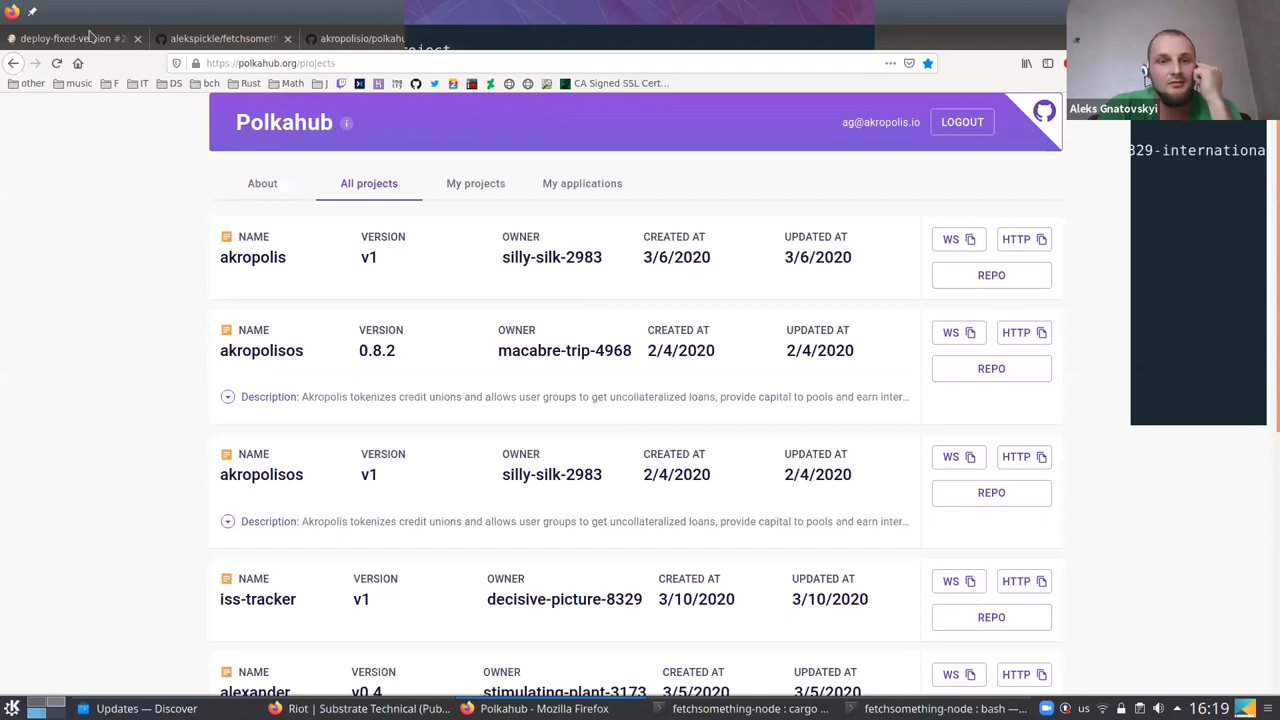 deploy-fixed-version #2
alekspickle/fetchsometh
akropolisio/polkahu
oject
https://polkahub.org/projects
other
music
F
IT
DS
bch
Rust
Math
J
CA Signed SSL Cert…
Aleks Gnatovskyi
Polkahub
ag@akropolis.io
LOGOUT
329-internationa
About
All projects
My projects
My applications
NAME VERSION OWNER CREATED AT UPDATED AT
WS HTTP
akropolis v1 silly-silk-2983 3/6/2020 3/6/2020
REPO
NAME VERSION OWNER CREATED AT UPDATED AT
WS HTTP
akropolisos 0.8.2 macabre-trip-4968 2/4/2020 2/4/2020
REPO
Description: Akropolis tokenizes credit unions and allows user groups to get uncollateralized loans, provide capital to pools and earn inter…
NAME VERSION OWNER CREATED AT UPDATED AT
WS HTTP
akropolisos v1 silly-silk-2983 2/4/2020 2/4/2020
REPO
Description: Akropolis tokenizes credit unions and allows user groups to get uncollateralized loans, provide capital to pools and earn inter…
NAME VERSION OWNER CREATED AT UPDATED AT
WS HTTP
iss-tracker v1 decisive-picture-8329 3/10/2020 3/10/2020
REPO
NAME VERSION OWNER CREATED AT UPDATED AT
WS HTTP
alexander v0.4 stimulating-plant-3173 3/5/2020 3/5/2020
Updates — Discover
Riot | Substrate Technical (Pub…
Polkahub - Mozilla Firefox
fetchsomething-node : cargo …
fetchsomething-node : bash —…
us
16:19